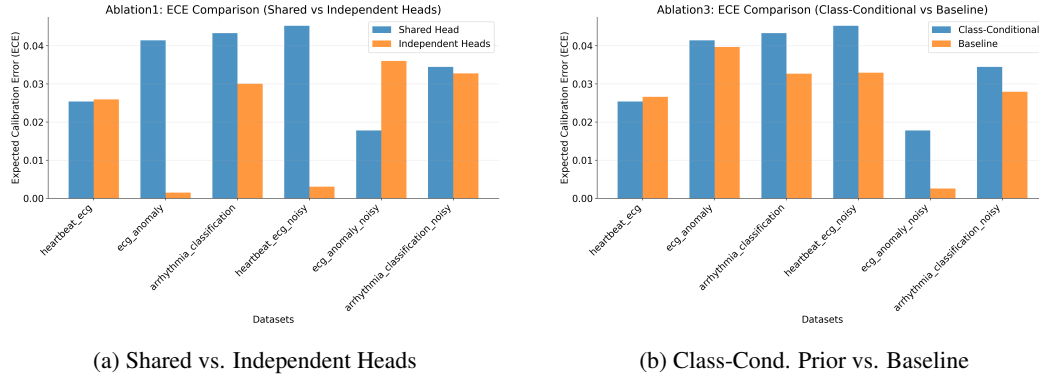 Ablation1: ECE Comparison (Shared vs Independent Heads)
Shared Head
Independent Heads
Expected Calibration Error (ECE)
0.04
0.03
0.02
0.01
0.00
heartbeat_ecg
ecg_anomaly
arrhythmia_classification
heartbeat_ecg_noisy
ecg_anomaly_noisy
arrhythmia_classification_noisy
Datasets
(a) Shared vs. Independent Heads
Ablation3: ECE Comparison (Class-Conditional vs Baseline)
Class-Conditional
Baseline
Expected Calibration Error (ECE)
0.04
0.03
0.02
0.01
0.00
heartbeat_ecg
ecg_anomaly
arrhythmia_classification
heartbeat_ecg_noisy
ecg_anomaly_noisy
arrhythmia_classification_noisy
Datasets
(b) Class-Cond. Prior vs. Baseline